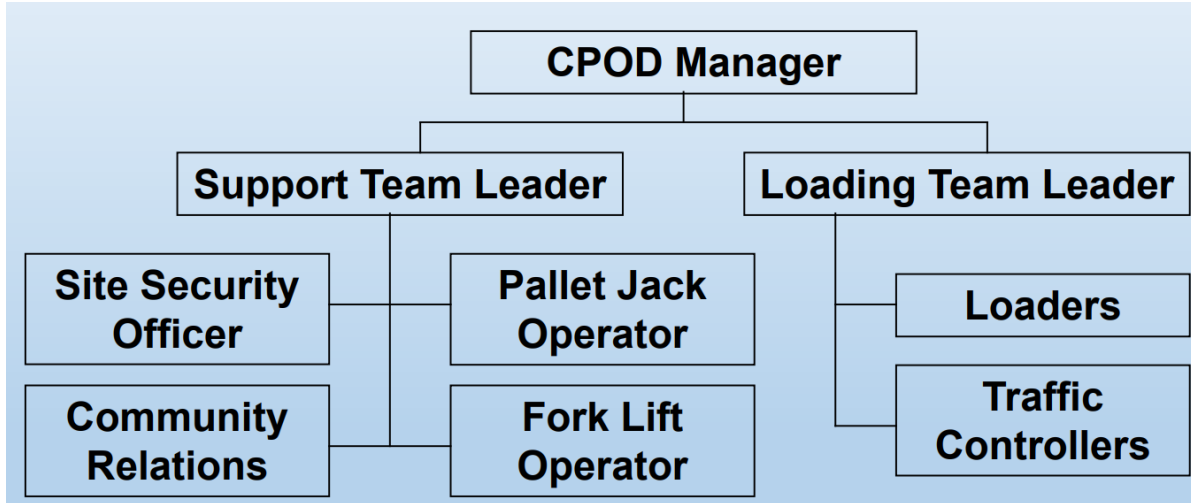 CPOD Manager
Support Team Leader
Loading Team Leader
Site Security
Officer
Pallet Jack
Operator
Loaders
Community
Relations
Fork Lift
Operator
Traffic
Controllers